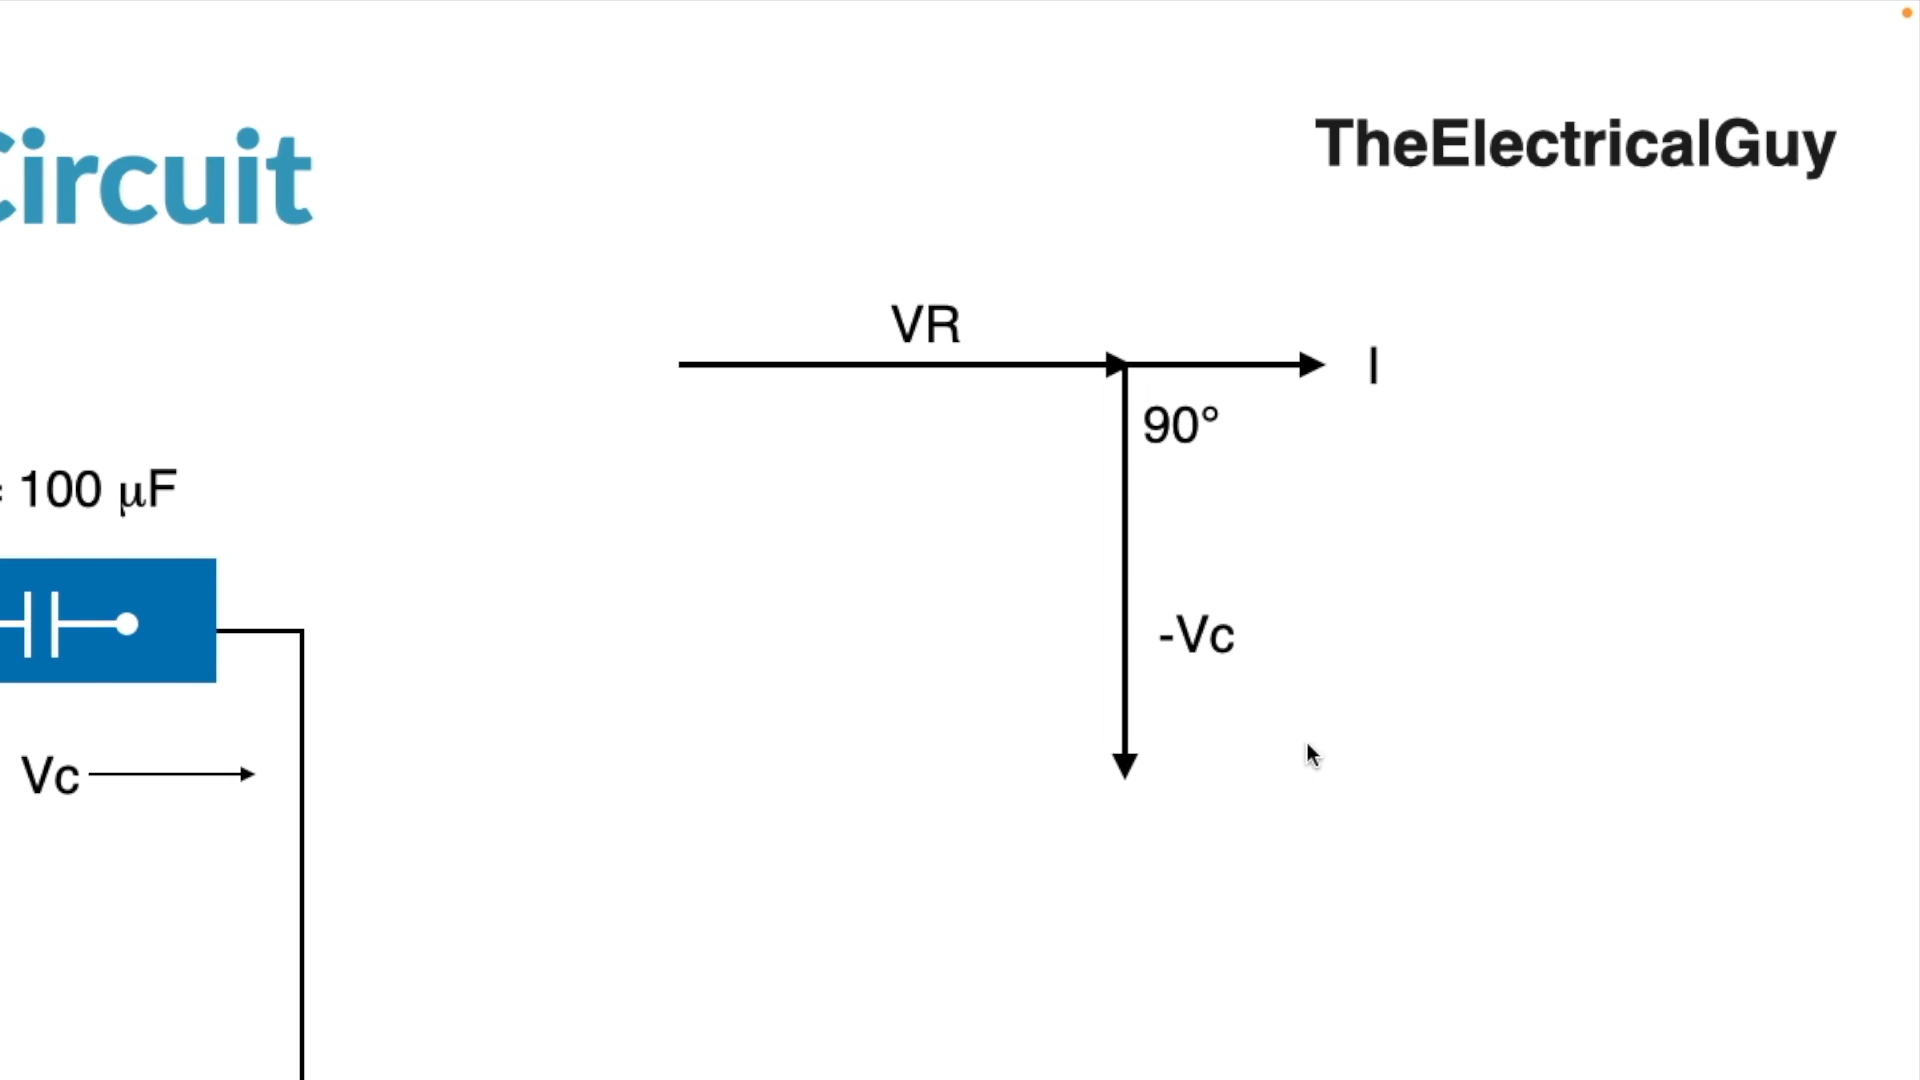 TheElectricalGuy
ircuit
VR
I
90°
= 100 µF
-Vc
Vc